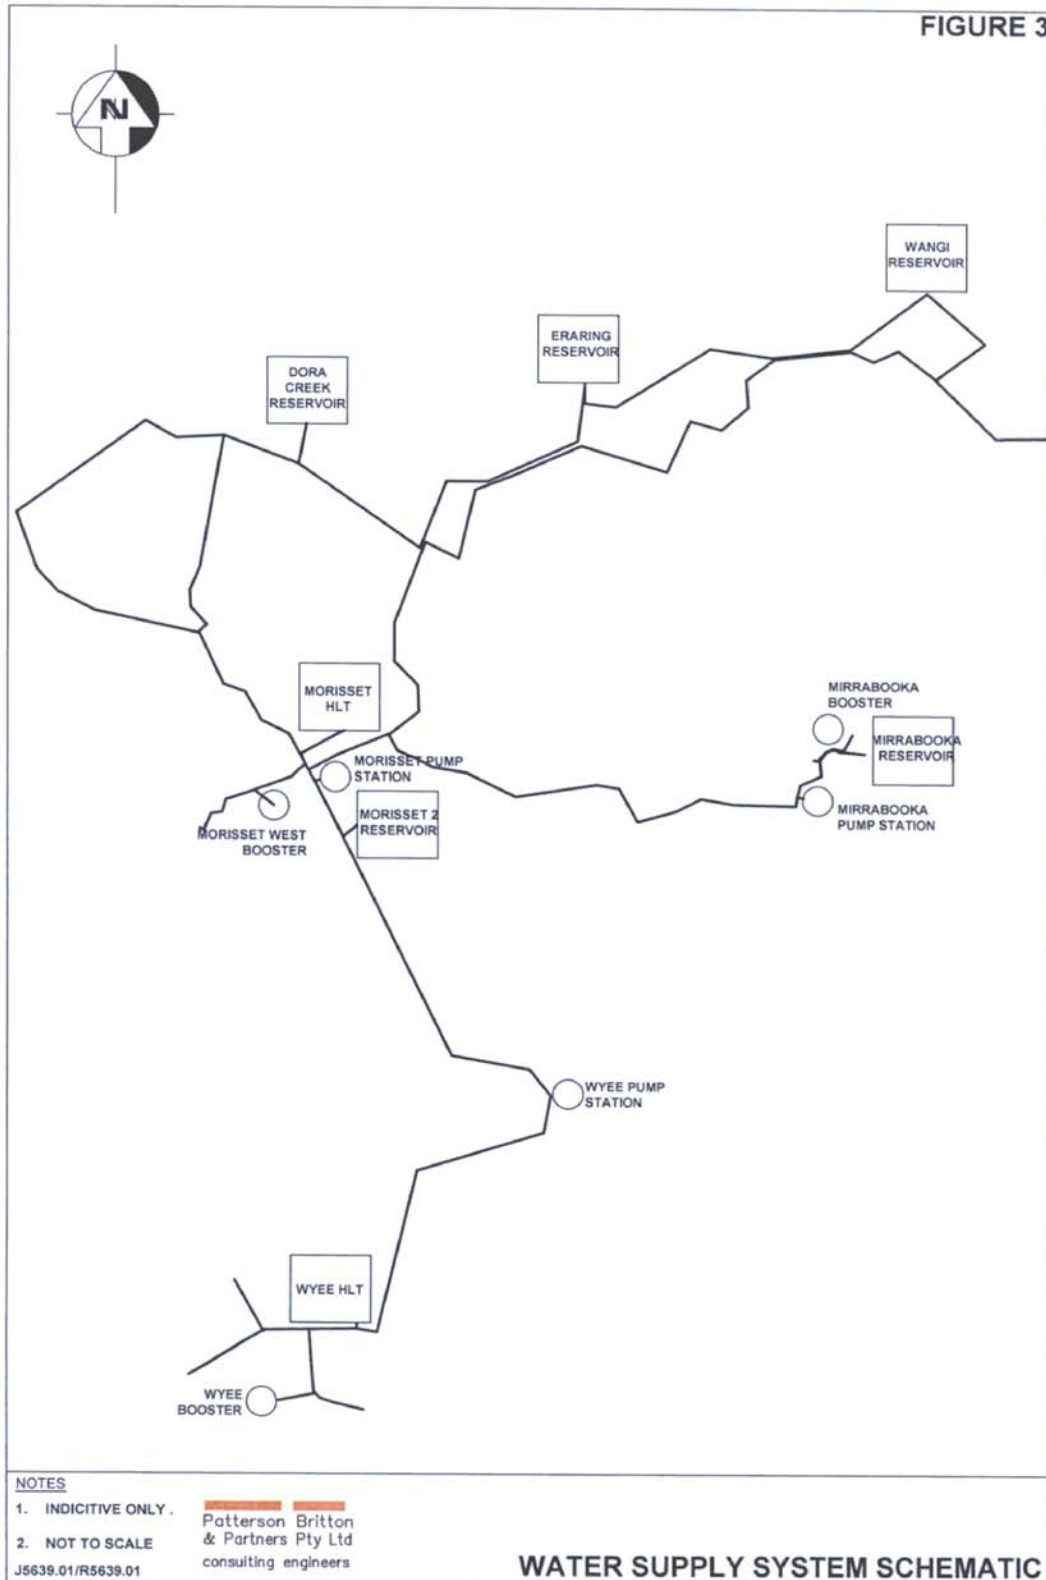 FIGURE 3
N
WANGI
RESERVOIR
ERARING
RESERVOIR
DORA
CREEK
RESERVOIR
MORISSET
HLT
MIRRABOOKA
BOOSTER
MIRRABOOKA
RESERVOIR
MORISSET PUMP
STATION
MIRRABOOKA
PUMP STATION
MORISSET 2
RESERVOIR
MORISSET WEST
BOOSTER
WYEE PUMP
STATION
WYEE HLT
WYEE
BOOSTER
NOTES
1. INDICITIVE ONLY .
2. NOT TO SCALE
J5639.01/R5639.01
Patterson Britton
& Partners Pty Ltd
consulting engineers
WATER SUPPLY SYSTEM SCHEMATIC